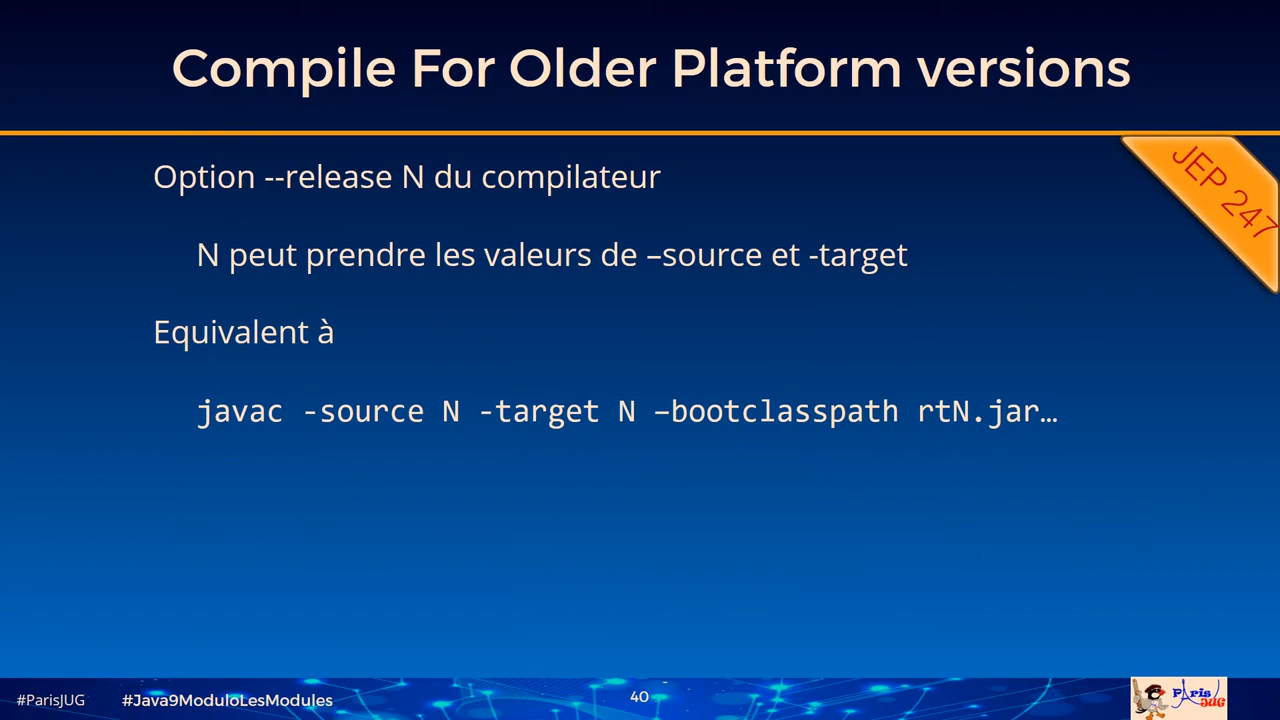 Compile For Older Platform versions
JEP 247
Option --release N du compilateur
N peut prendre les valeurs de –source et -target
Equivalent à
javac -source N -target N –bootclasspath rtN.jar…
#ParisJUG
#Java9ModuloLesModules
40
Paris
JUG